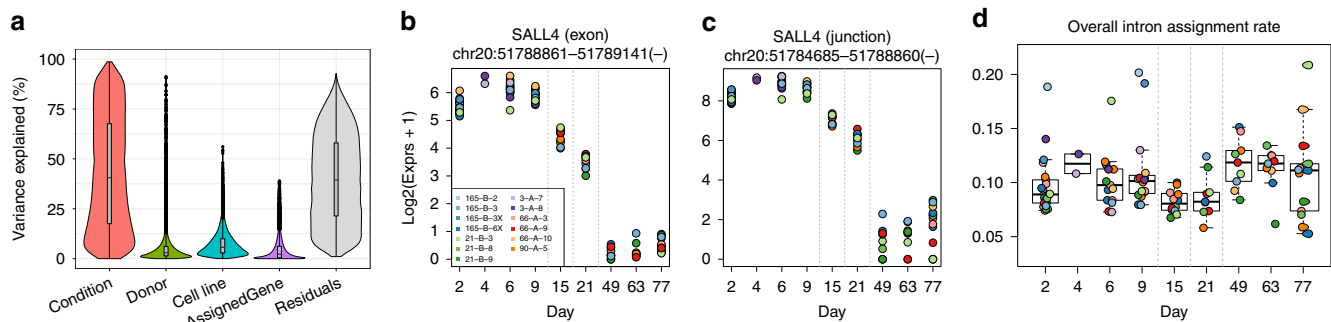 a
Variance explained (%)
100
75
50
25
0
Condition
Donor
Cell line
AssignedGene
Residuals
b
SALL4 (exon)
chr20:51788861–51789141(–)
Log2(Exprs + 1)
6
5
4
3
2
1
0
165-B-2
165-B-3
165-B-3X
165-B-6X
21-B-3
21-B-8
21-B-9
3-A-7
3-A-8
66-A-3
66-A-9
66-A-10
90-A-5
2 4 6 9 15 21 49 63 77
Day
c
SALL4 (junction)
chr20:51784685–51788860(–)
8
6
4
2
0
2 4 6 9 15 21 49 63 77
Day
d
Overall intron assignment rate
0.20
0.15
0.10
0.05
2 4 6 9 15 21 49 63 77
Day